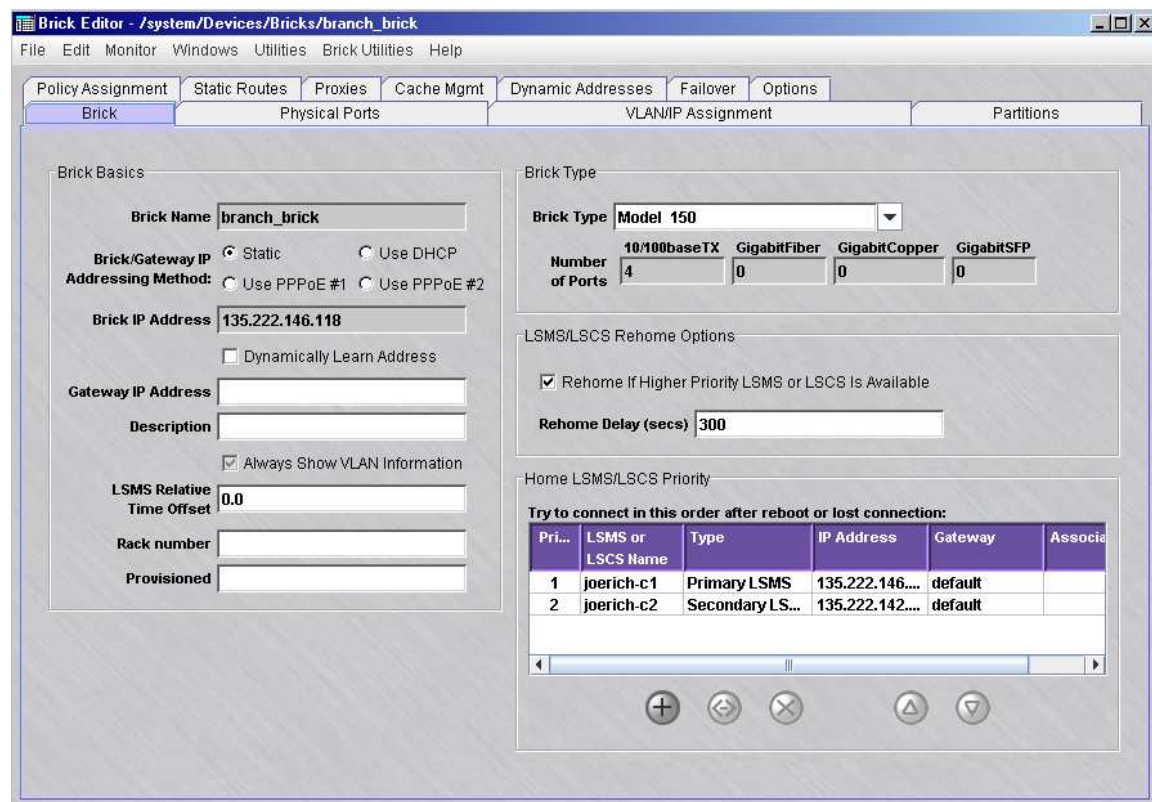 Brick Editor - /system/Devices/Bricks/branch_brick
File Edit Monitor Windows Utilities Brick Utilities Help
Policy Assignment Static Routes Proxies Cache Mgmt Dynamic Addresses Failover Options
Brick Physical Ports VLAN/IP Assignment Partitions
Brick Basics
Brick Name branch_brick
Brick/Gateway IP Addressing Method:
Static Use DHCP
Use PPPoE #1 Use PPPoE #2
Brick IP Address 135.222.146.118
Dynamically Learn Address
Gateway IP Address
Description
Always Show VLAN Information
LSMS Relative
Time Offset 0.0
Rack number
Provisioned
Brick Type
Brick Type Model 150
10/100baseTX GigabitFiber GigabitCopper GigabitSFP
Number of Ports 4 0 0 0
LSMS/LSCS Rehome Options
Rehome If Higher Priority LSMS or LSCS Is Available
Rehome Delay (secs) 300
Home LSMS/LSCS Priority
Try to connect in this order after reboot or lost connection:
Pri... LSMS or LSCS Name Type IP Address Gateway Associa
1 joerich-c1 Primary LSMS 135.222.146.... default
2 joerich-c2 Secondary LS... 135.222.142.... default